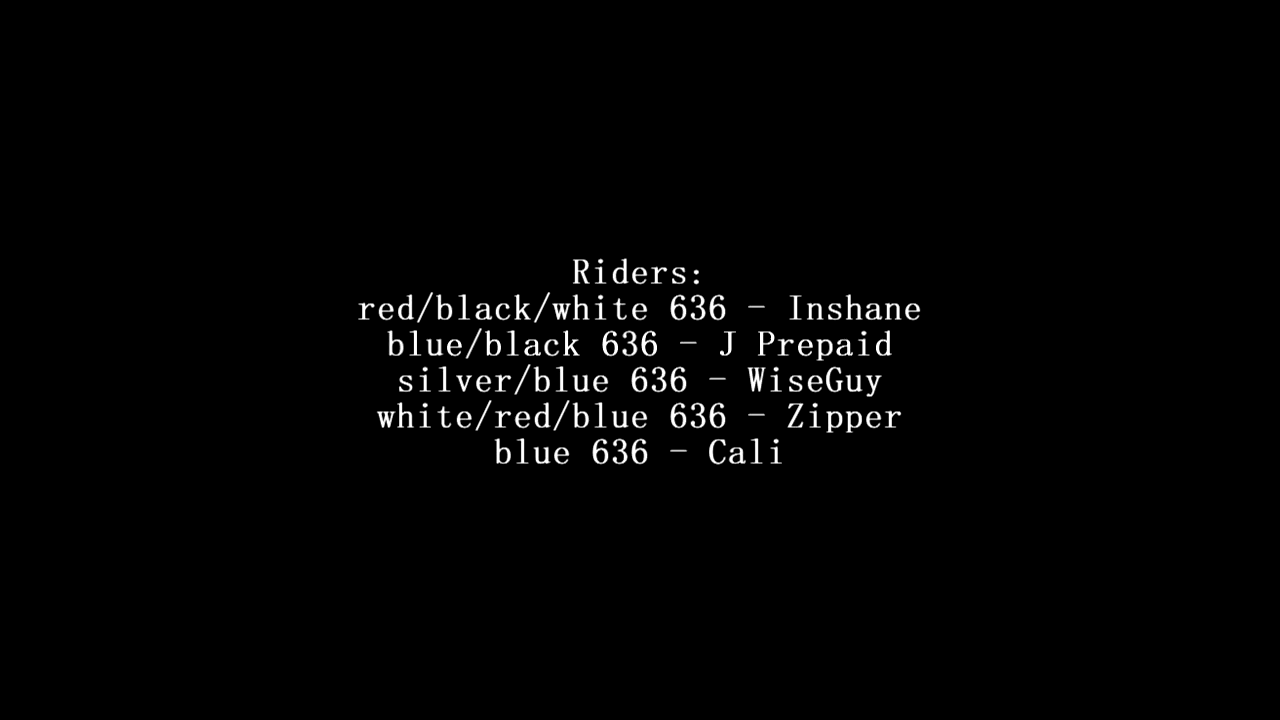 Riders:
red/black/white 636 - Inshane
blue/black 636 - J Prepaid
silver/blue 636 - WiseGuy
white/red/blue 636 - Zipper
blue 636 - Cali